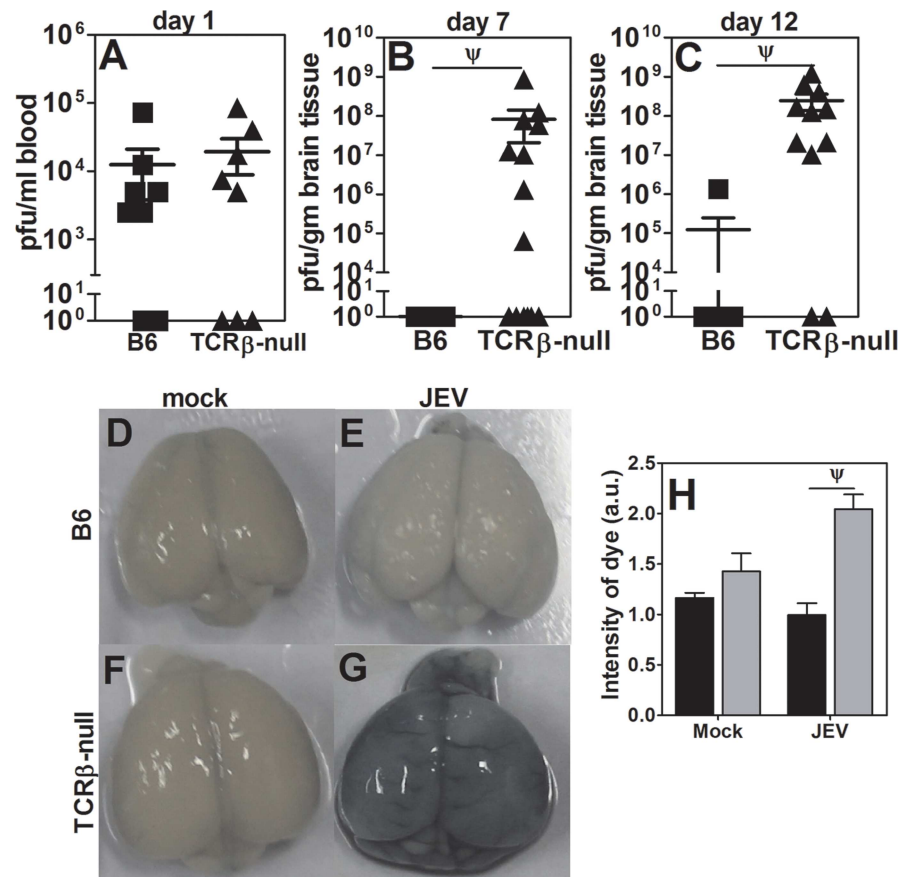 day 1
A
pfu/ml blood
10⁶
10⁵
10⁴
10³
10¹
10⁰
B6
TCRβ-null
day 7
B
ψ
pfu/gm brain tissue
10¹⁰
10⁹
10⁸
10⁷
10⁶
10⁵
10⁴
10¹
10⁰
B6
TCRβ-null
day 12
C
ψ
pfu/gm brain tissue
10¹⁰
10⁹
10⁸
10⁷
10⁶
10⁵
10⁴
10¹
10⁰
B6
TCRβ-null
mock
JEV
B6
D
E
TCRβ-null
F
G
H
ψ
Intensity of dye (a.u.)
2.5
2.0
1.5
1.0
0.5
0.0
Mock
JEV